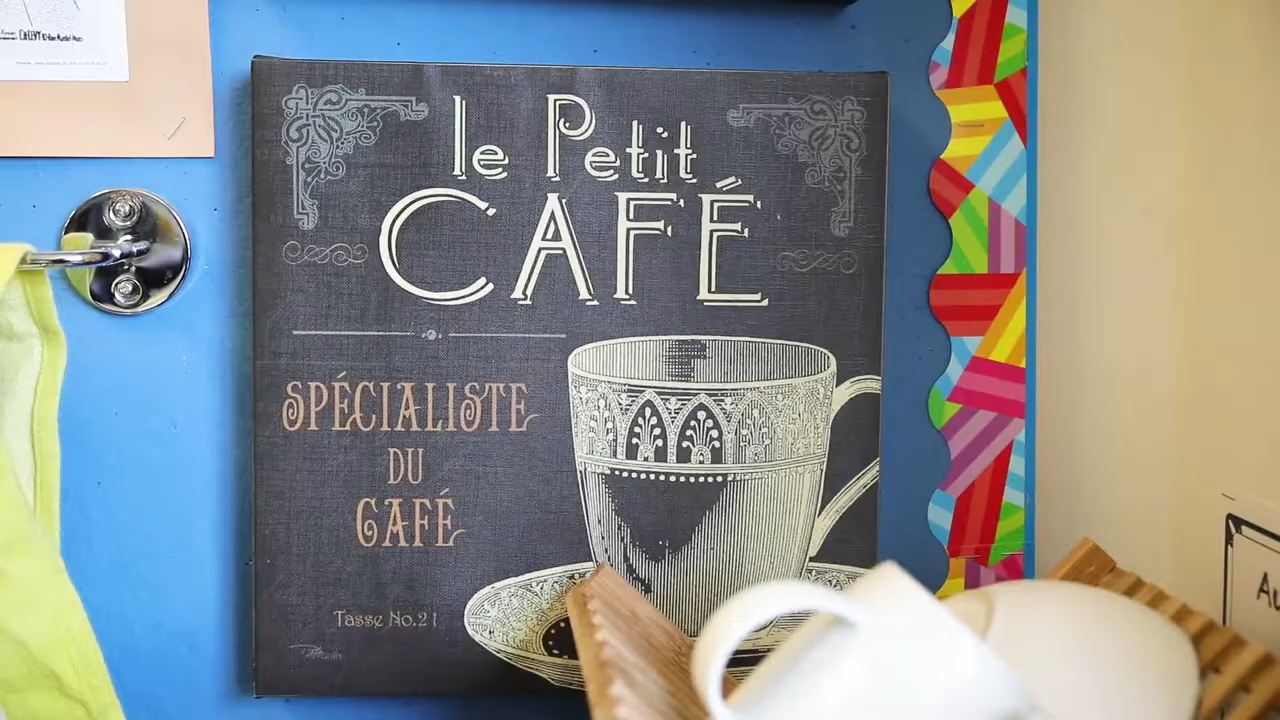 le Petit
CAFÉ
SPÉCIALISTE
DU
CAFÉ
Tasse No.21